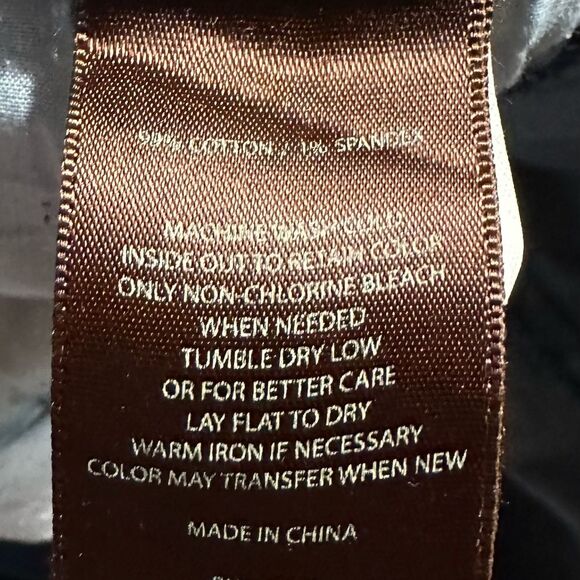 99% COTTON / 1% SPANDEX
MACHINE WASH COLD
INSIDE OUT TO RETAIN COLOR
ONLY NON-CHLORINE BLEACH
WHEN NEEDED
TUMBLE DRY LOW
OR FOR BETTER CARE
LAY FLAT TO DRY
WARM IRON IF NECESSARY
COLOR MAY TRANSFER WHEN NEW
MADE IN CHINA